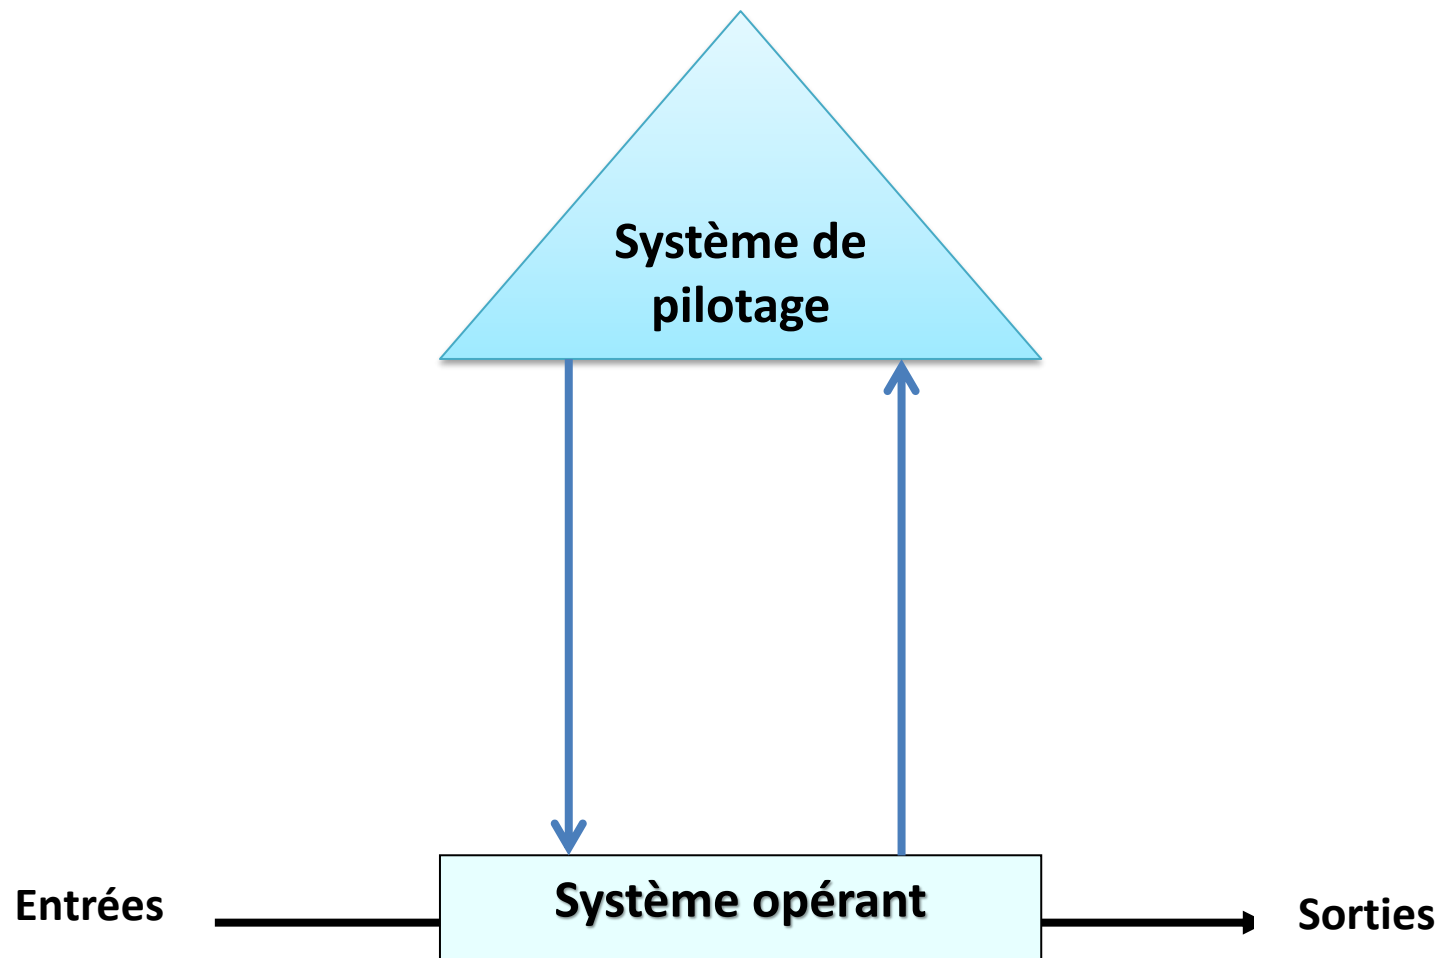 Système de
pilotage
Système opérant
Entrées
Sorties